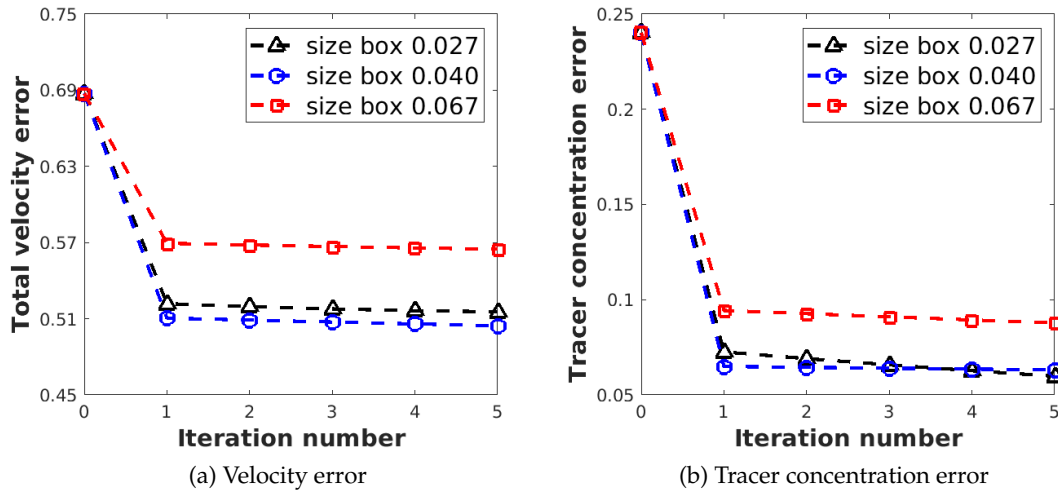 0.75
0.69
0.63
0.57
0.51
0.45
Total velocity error
size box 0.027
size box 0.040
size box 0.067
0 1 2 3 4 5
Iteration number
(a) Velocity error
0.25
0.2
0.15
0.1
0.05
Tracer concentration error
size box 0.027
size box 0.040
size box 0.067
0 1 2 3 4 5
Iteration number
(b) Tracer concentration error